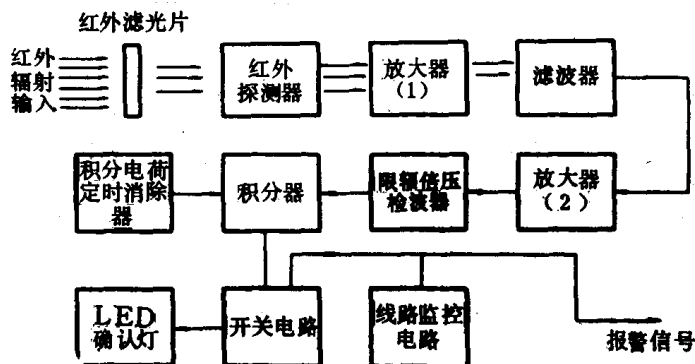 红外滤光片
红外
辐射
输入
红外
探测器
放大器
(1)
滤波器
积分电荷
定时消除
器
积分器
限幅倍压
检波器
放大器
(2)
LED
确认灯
开关电路
线路监控
电路
报警信号